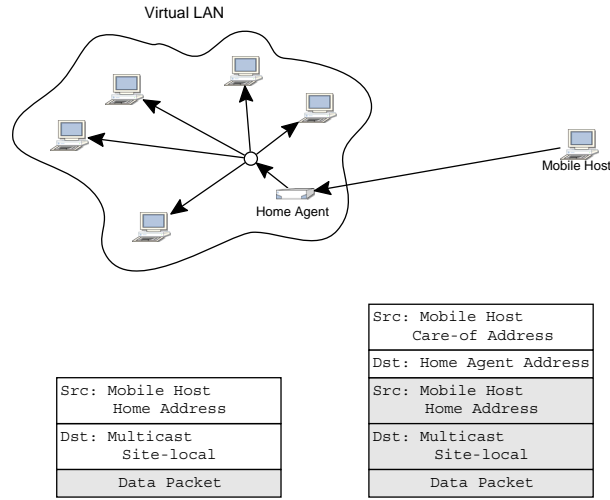 Virtual LAN
Mobile Host
Home Agent
Src: Mobile Host
Care-of Address
Dst: Home Agent Address
Src: Mobile Host
Home Address
Dst: Multicast
Site-local
Data Packet
Src: Mobile Host
Home Address
Dst: Multicast
Site-local
Data Packet